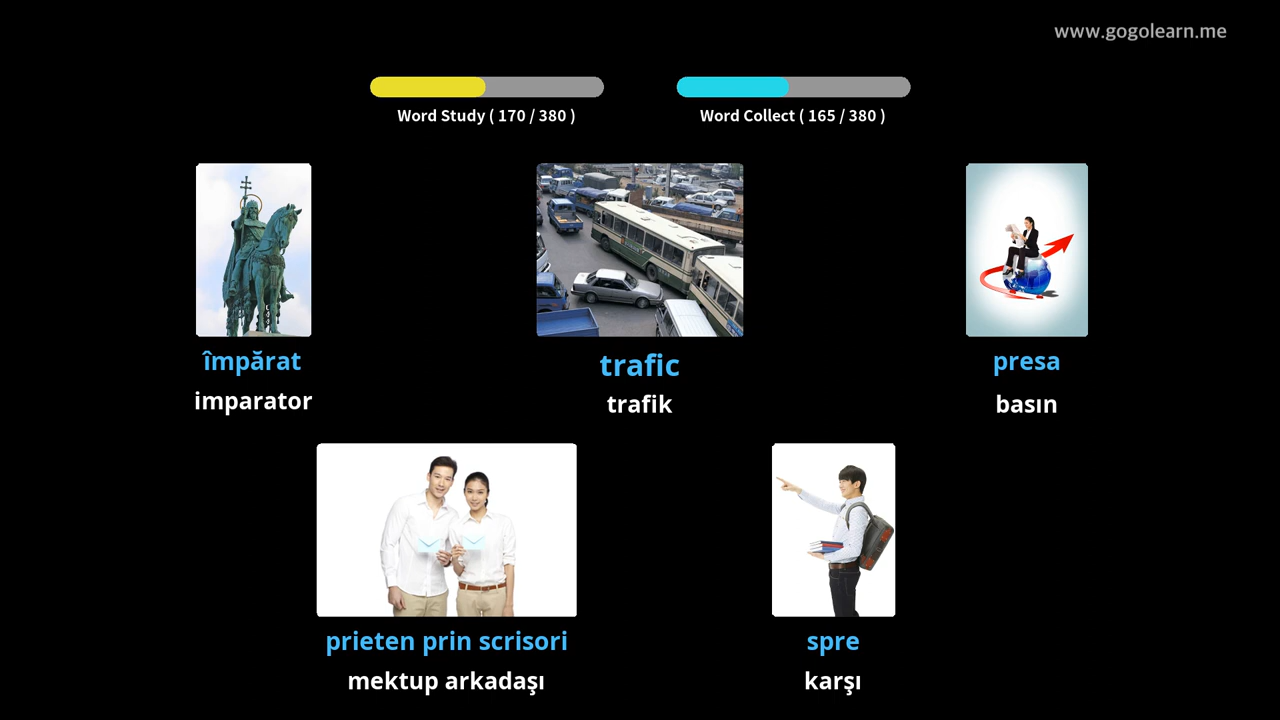 www.gogolearn.me
Word Study ( 170 / 380 )
Word Collect ( 165 / 380 )
împărat
imparator
trafic
trafik
presa
basın
prieten prin scrisori
mektup arkadaşı
spre
karşı